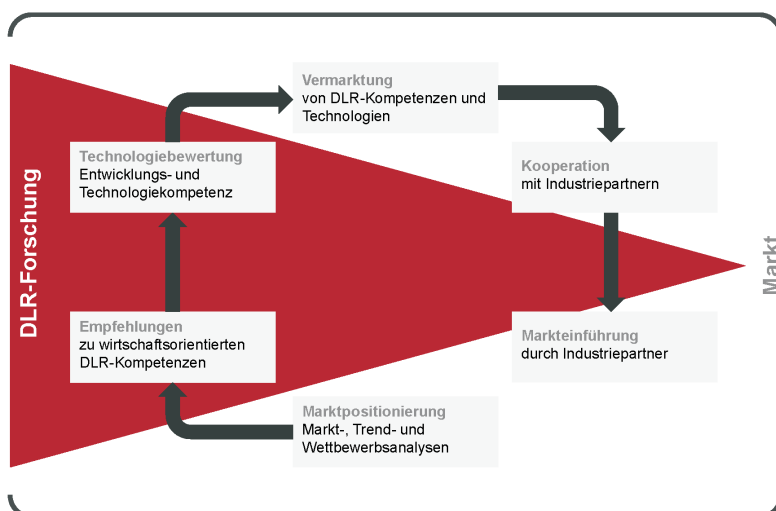 Vermarktung
von DLR-Kompetenzen und
Technologien
Technologiebewertung
Entwicklungs- und
Technologiekompetenz
Kooperation
mit Industriepartnern
DLR-Forschung
Markt
Empfehlungen
zu wirtschaftsorientierten
DLR-Kompetenzen
Markteinführung
durch Industriepartner
Marktpositionierung
Markt-, Trend- und
Wettbewerbsanalysen